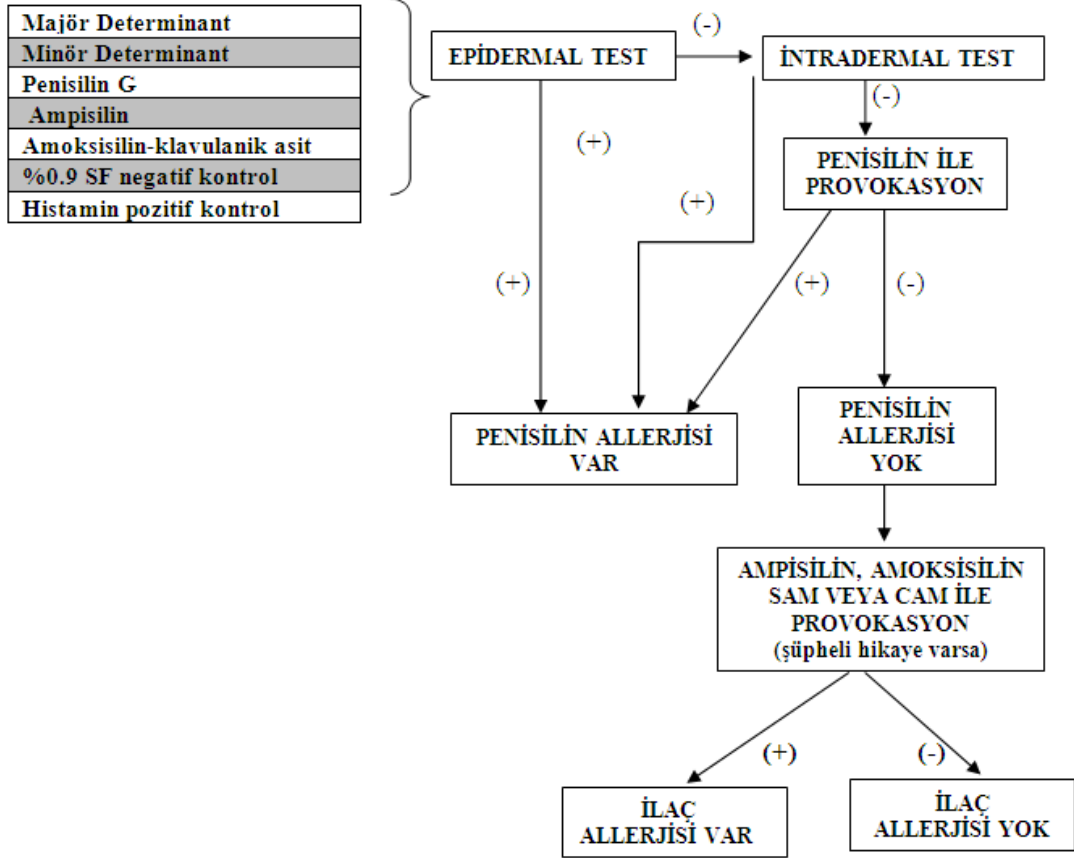 Majör Determinant
Minör Determinant
Penisilin G
Ampisilin
Amoksisilin-klavulanik asit
%0.9 SF negatif kontrol
Histamin pozitif kontrol
EPİDERMAL TEST
(-)
İNTRADERMAL TEST
(-)
(+)
PENİSİLİN İLE
PROVOKASYON
(+)
(+)
(+)
(-)
PENİSİLİN ALLERJİSİ
VAR
PENİSİLİN
ALLERJİSİ
YOK
AMPİSİLİN, AMOKSİSİLİN
SAM VEYA CAM İLE
PROVOKASYON
(şüpheli hikaye varsa)
(+)
(-)
İLAÇ
ALLERJİSİ VAR
İLAÇ
ALLERJİSİ YOK